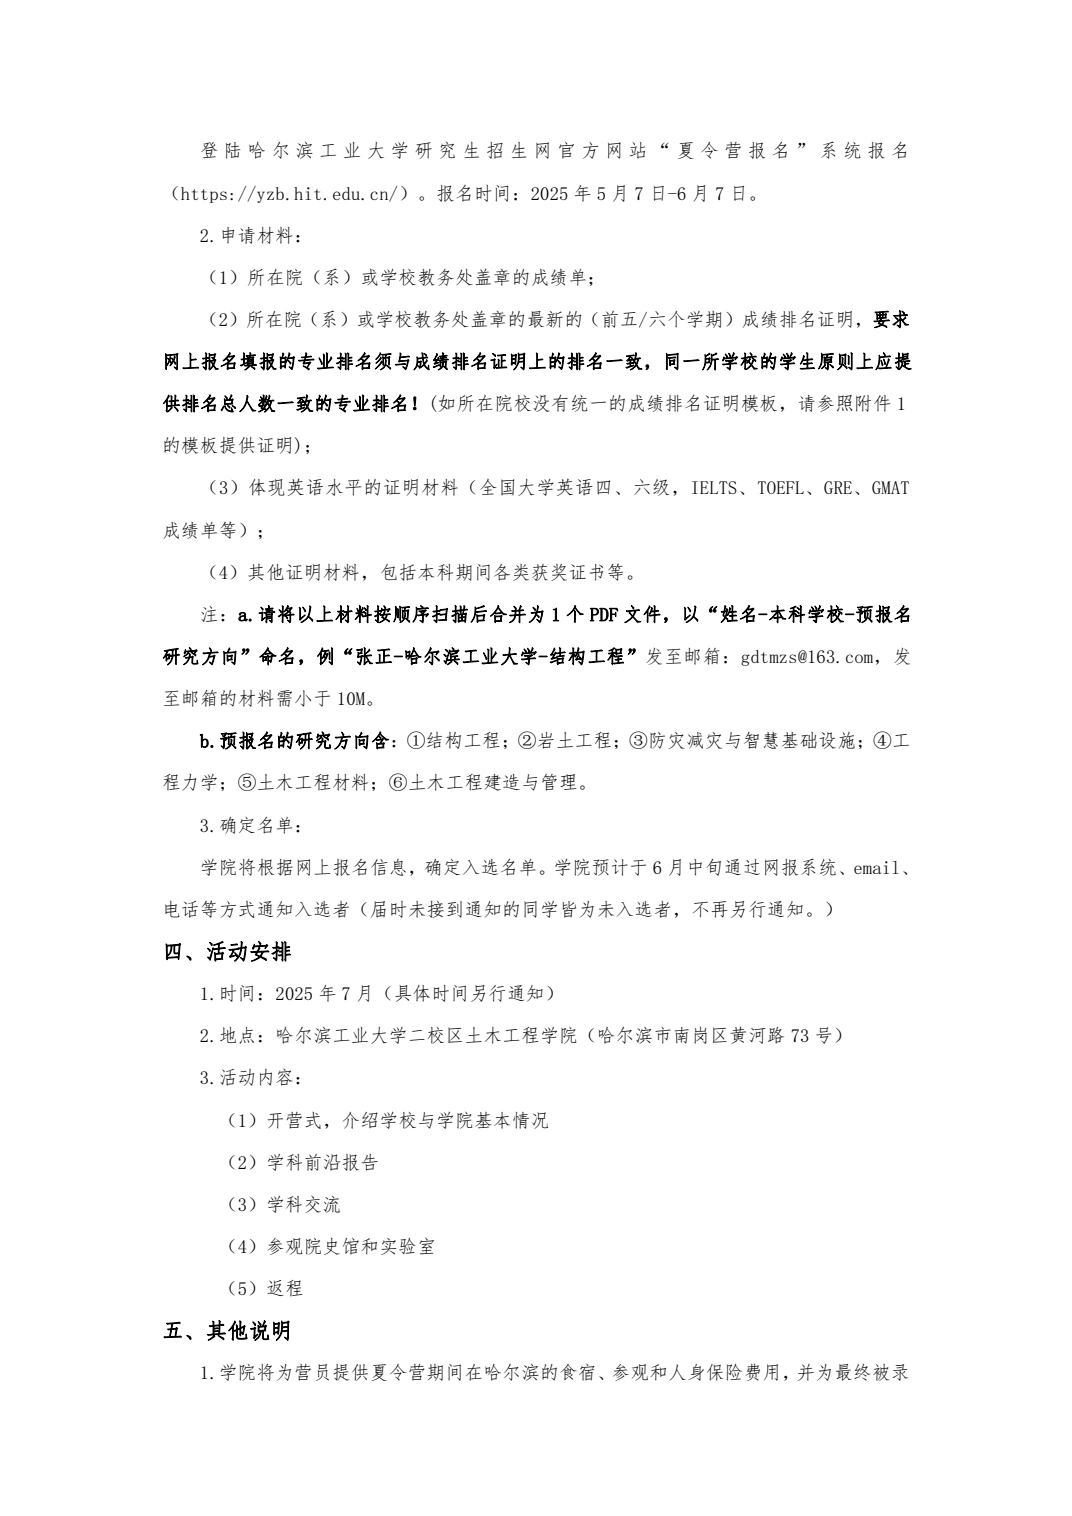 登陆哈尔滨工业大学研究生招生网官方网站“夏令营报名”系统报名
（https://yzb.hit.edu.cn/）。报名时间：2025 年 5 月 7 日-6 月 7 日。
2.申请材料：
（1）所在院（系）或学校教务处盖章的成绩单；
（2）所在院（系）或学校教务处盖章的最新的（前五/六个学期）成绩排名证明，要求
网上报名填报的专业排名须与成绩排名证明上的排名一致，同一所学校的学生原则上应提
供排名总人数一致的专业排名！(如所在院校没有统一的成绩排名证明模板，请参照附件 1
的模板提供证明)；
（3）体现英语水平的证明材料（全国大学英语四、六级，IELTS、TOEFL、GRE、GMAT
成绩单等）；
（4）其他证明材料，包括本科期间各类获奖证书等。
注：a.请将以上材料按顺序扫描后合并为 1 个 PDF 文件，以“姓名-本科学校-预报名
研究方向”命名，例“张正-哈尔滨工业大学-结构工程”发至邮箱：gdtmzs@163.com，发
至邮箱的材料需小于 10M。
b.预报名的研究方向含：①结构工程；②岩土工程；③防灾减灾与智慧基础设施；④工
程力学；⑤土木工程材料；⑥土木工程建造与管理。
3.确定名单：
学院将根据网上报名信息，确定入选名单。学院预计于 6 月中旬通过网报系统、email、
电话等方式通知入选者（届时未接到通知的同学皆为未入选者，不再另行通知。）
四、活动安排
1.时间：2025 年 7 月（具体时间另行通知）
2.地点：哈尔滨工业大学二校区土木工程学院（哈尔滨市南岗区黄河路 73 号）
3.活动内容：
（1）开营式，介绍学校与学院基本情况
（2）学科前沿报告
（3）学科交流
（4）参观院史馆和实验室
（5）返程
五、其他说明
1.学院将为营员提供夏令营期间在哈尔滨的食宿、参观和人身保险费用，并为最终被录